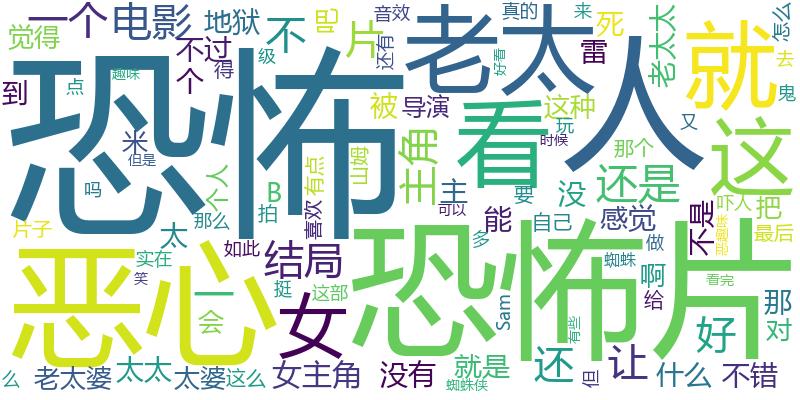 一个
电影
地狱
吧
片
音效
真的
来
怎么
觉得
不过
不
还有
好看
死
老太太
级
得
个
趣味
点
到
米
但是
吗
恐怖
老太
人
雷
就
去
鬼
被
导演
这种
玩
又
时候
看
这
主角
山姆
有点
喜欢
个人
B
拍
那么
太
片子
实在
如此
笑
主
没
能
要
自己
可以
多
还是
那个
感觉
蜘蛛
做
不是
吓人
恶趣味
把
最后
恶心
一
会
结局
挺
这部
女
恐怖片
Sam
有些
啊
给
好
看完
那
对
么
老太婆
太太
太婆
这么
女主角
没有
就是
蜘蛛侠
还
但
让
什么
不错